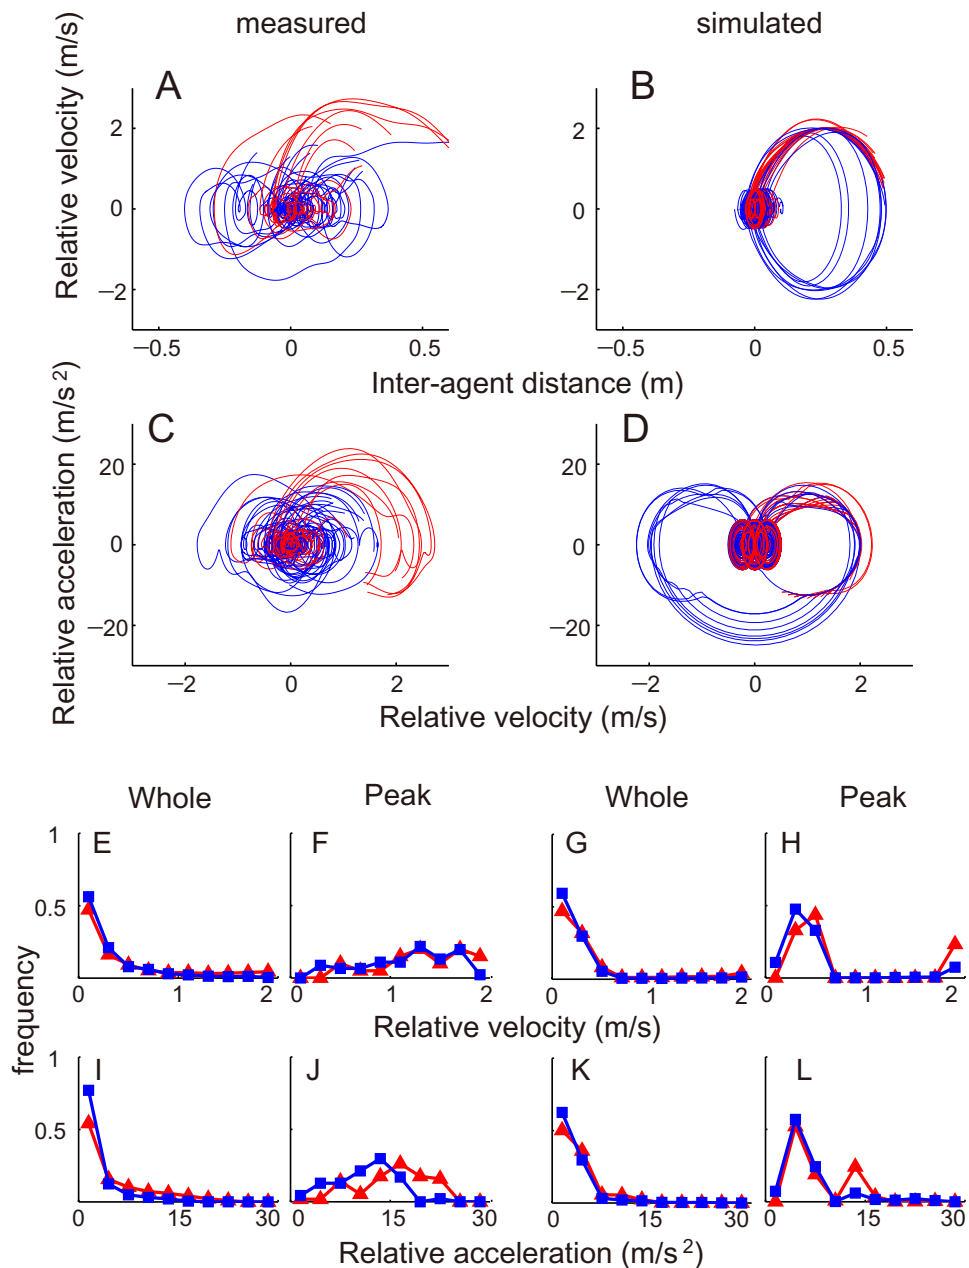 measured simulated
A B
Relative velocity (m/s)
2 2
0 0
−2 −2
−0.5 0 0.5 −0.5 0 0.5
Inter-agent distance (m)
C D
Relative acceleration (m/s²)
20 20
0 0
−20 −20
−2 0 2 −2 0 2
Relative velocity (m/s)
Whole Peak Whole Peak
1 E F G H
0.5
0 1 2 0 1 2 0 1 2 0 1 2
Relative velocity (m/s)
frequency
1 I J K L
0.5
0 15 30 0 15 30 0 15 30 0 15 30
Relative acceleration (m/s²)